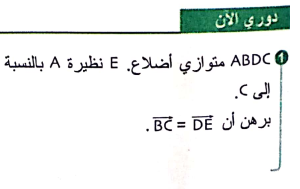 دوري الآن
1 ABDC متوازي أضلاع. E نظيرة A بالنسبة
إلى C.
برهن أن BC⃗ = DE⃗.